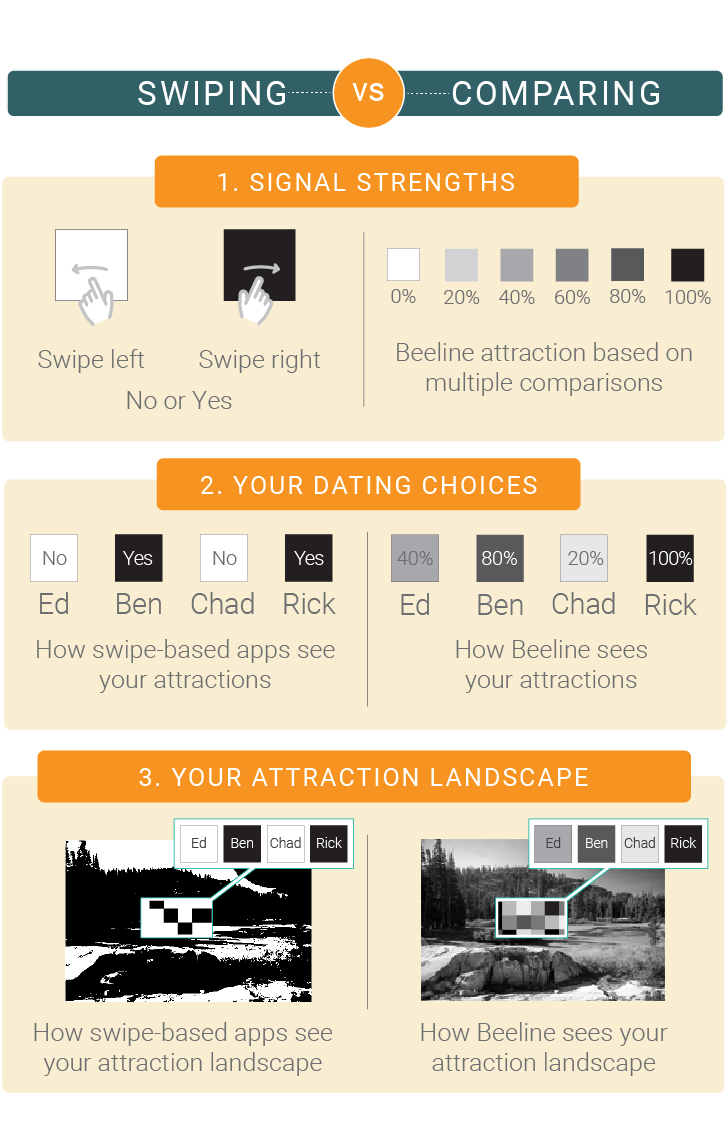 SWIPING VS COMPARING
1. SIGNAL STRENGTHS
Swipe left Swipe right
No or Yes
0% 20% 40% 60% 80% 100%
Beeline attraction based on
multiple comparisons
2. YOUR DATING CHOICES
No Yes No Yes
Ed Ben Chad Rick
How swipe-based apps see
your attractions
40% 80% 20% 100%
Ed Ben Chad Rick
How Beeline sees
your attractions
3. YOUR ATTRACTION LANDSCAPE
Ed Ben Chad Rick
How swipe-based apps see
your attraction landscape
Ed Ben Chad Rick
How Beeline sees your
attraction landscape